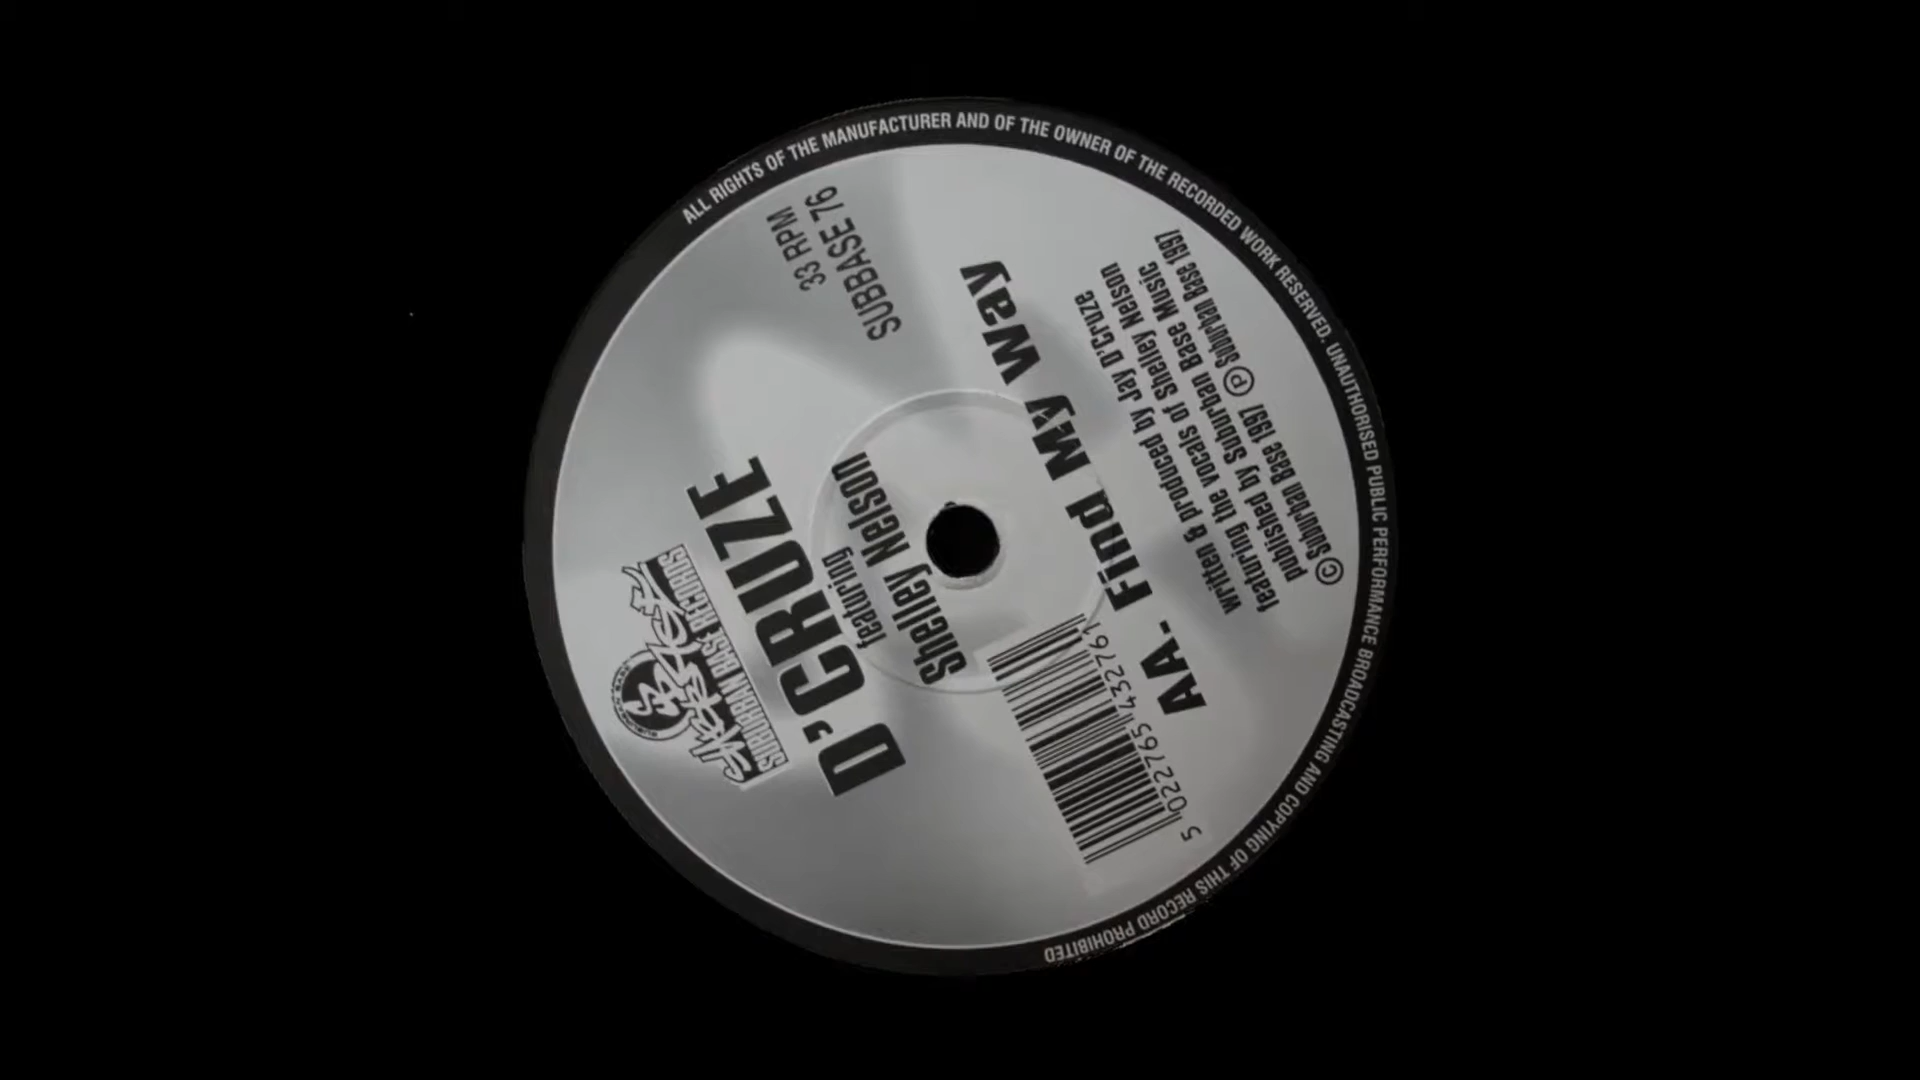 ALL RIGHTS OF THE MANUFACTURER AND OF THE OWNER OF THE RECORDED WORK RESERVED. UNAUTHORISED PUBLIC PERFORMANCE BROADCASTING AND COPYING OF THIS RECORD PROHIBITED
SUBURBAN BASE RECORDS
33 RPM
SUBBASE 76
D'CRUZE
featuring
Shelley Nelson
5 022765 432761
AA. Find My Way
written & produced by Jay D'Cruze
featuring the vocals of Shelley Nelson
published by Suburban Base Music
© Suburban Base 1997 Ⓟ Suburban Base 1997